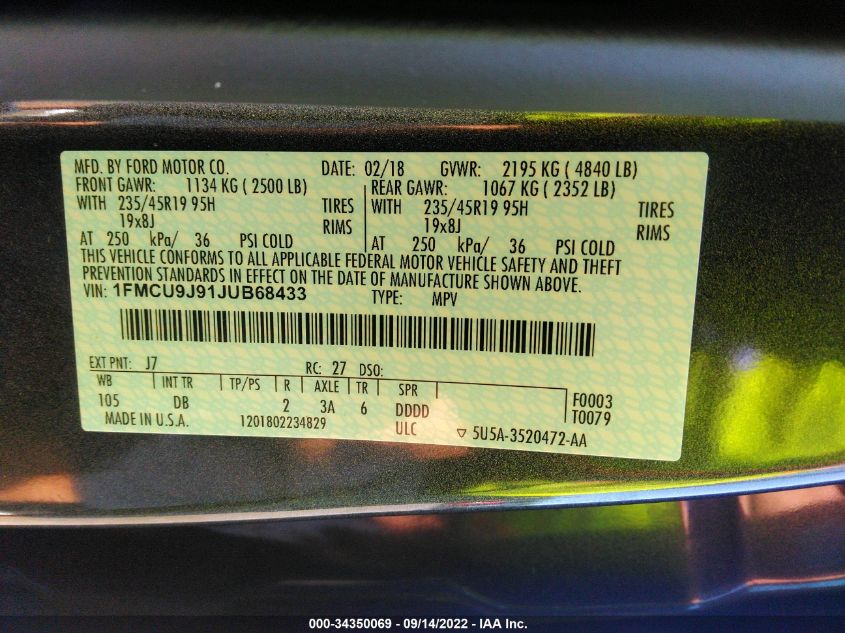 MFD. BY FORD MOTOR CO. DATE: 02/18 GVWR: 2195 KG ( 4840 LB)
FRONT GAWR: 1134 KG ( 2500 LB) REAR GAWR: 1067 KG ( 2352 LB)
WITH 235/45R19 95H TIRES WITH 235/45R19 95H TIRES
19x8J RIMS 19x8J RIMS
AT 250 kPa/ 36 PSI COLD AT 250 kPa/ 36 PSI COLD
THIS VEHICLE CONFORMS TO ALL APPLICABLE FEDERAL MOTOR VEHICLE SAFETY AND THEFT
PREVENTION STANDARDS IN EFFECT ON THE DATE OF MANUFACTURE SHOWN ABOVE.
VIN: 1FMCU9J91JUB68433 TYPE: MPV
EXT PNT: J7 RC: 27 DSO:
WB INT TR TP/PS R AXLE TR SPR F0003
105 DB 2 3A 6 DDDD T0079
MADE IN U.S.A. 1201802234829 ULC ▽ 5U5A-3520472-AA
000-34350069 - 09/14/2022 - IAA Inc.